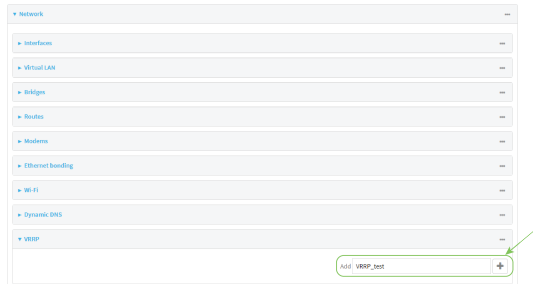 Network
Interfaces
Virtual LAN
Bridges
Routes
Modems
Ethernet bonding
Wi-Fi
Dynamic DNS
VRRP
Add VRRP_test